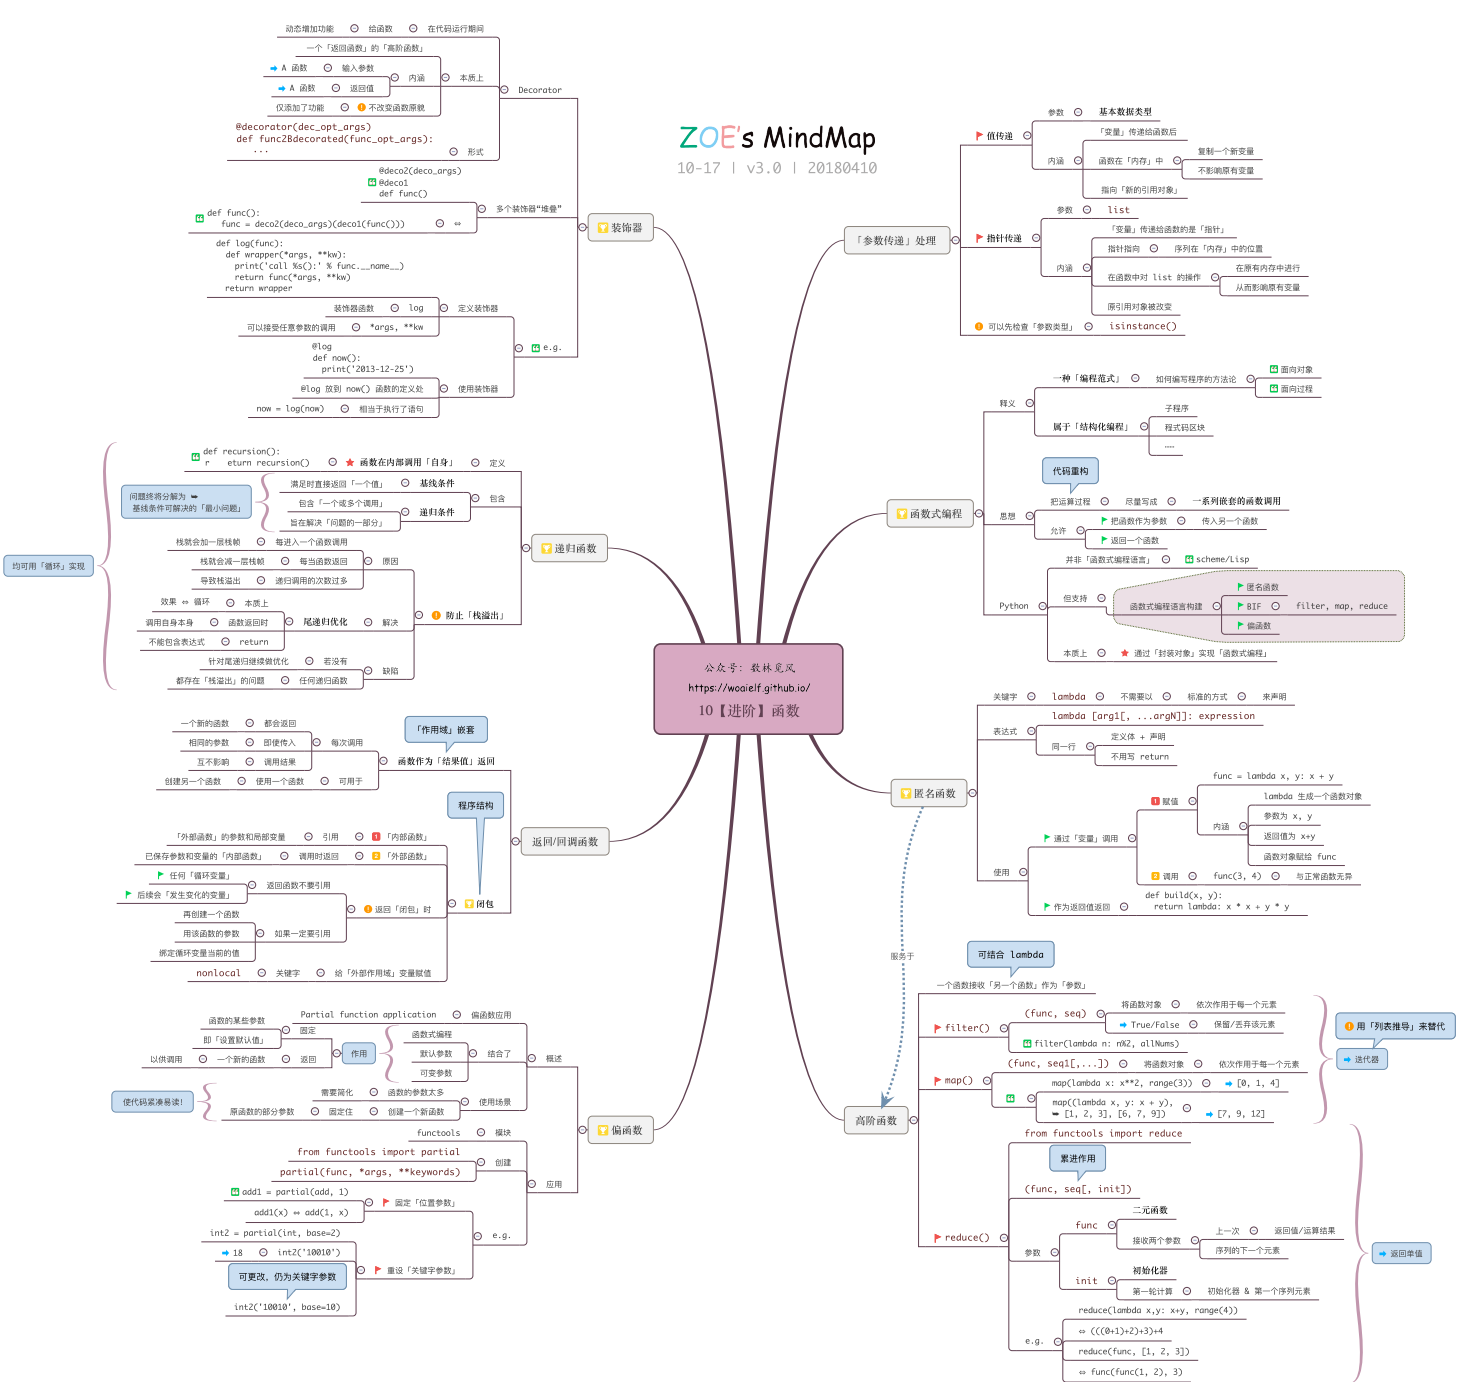 ZOE's MindMap
10-17 | v3.0 | 20180410
公众号：数林觅风
https://woaielf.github.io/
10【进阶】函数
装饰器
Decorator
在代码运行期间
给函数
动态增加功能
本质上
一个「返回函数」的「高阶函数」
内涵
输入参数
A 函数
返回值
A 函数
不改变函数原貌
仅添加了功能
形式
@decorator(dec_opt_args)
def func2Bdecorated(func_opt_args):
...
多个装饰器“堆叠”
@deco2(deco_args)
@deco1
def func()
⇔
def func():
func = deco2(deco_args)(deco1(func()))
e.g.
def log(func):
def wrapper(*args, **kw):
print('call %s():' % func.__name__)
return func(*args, **kw)
return wrapper
定义装饰器
log
装饰器函数
*args, **kw
可以接受任意参数的调用
@log
def now():
print('2013-12-25')
使用装饰器
@log 放到 now() 函数的定义处
相当于执行了语句
now = log(now)
递归函数
定义
函数在内部调用「自身」
def recursion():
r eturn recursion()
包含
基线条件
满足时直接返回「一个值」
递归条件
包含「一个或多个调用」
旨在解决「问题的一部分」
问题终将分解为 ➥
基线条件可解决的「最小问题」
均可用「循环」实现
防止「栈溢出」
原因
每进入一个函数调用
栈就会加一层栈帧
每当函数返回
栈就会减一层栈帧
递归调用的次数过多
导致栈溢出
解决
尾递归优化
本质上
效果 ⇔ 循环
函数返回时
调用自身本身
return
不能包含表达式
缺陷
若没有
针对尾递归继续做优化
任何递归函数
都存在「栈溢出」的问题
返回/回调函数
「作用域」嵌套
函数作为「结果值」返回
每次调用
都会返回
一个新的函数
即使传入
相同的参数
调用结果
互不影响
可用于
使用一个函数
创建另一个函数
程序结构
闭包
「内部函数」
引用
「外部函数」的参数和局部变量
「外部函数」
调用时返回
已保存参数和变量的「内部函数」
返回「闭包」时
返回函数不要引用
任何「循环变量」
后续会「发生变化的变量」
如果一定要引用
再创建一个函数
用该函数的参数
绑定循环变量当前的值
给「外部作用域」变量赋值
关键字
nonlocal
偏函数
概述
偏函数应用
Partial function application
结合了
函数式编程
默认参数
可变参数
作用
固定
函数的某些参数
即「设置默认值」
返回
一个新的函数
以供调用
使用场景
函数的参数太多
需要简化
创建一个新函数
固定住
原函数的部分参数
使代码紧凑易读！
应用
模块
functools
创建
from functools import partial
partial(func, *args, **keywords)
e.g.
固定「位置参数」
add1 = partial(add, 1)
add1(x) ⇔ add(1, x)
重设「关键字参数」
int2 = partial(int, base=2)
int2('10010')
18
可更改，仍为关键字参数
int2('10010', base=10)
「参数传递」处理
值传递
参数
基本数据类型
内涵
「变量」传递给函数后
函数在「内存」中
复制一个新变量
不影响原有变量
指向「新的引用对象」
指针传递
参数
list
内涵
「变量」传递给函数的是「指针」
指针指向
序列在「内存」中的位置
在函数中对 list 的操作
在原有内存中进行
从而影响原有变量
原引用对象被改变
可以先检查「参数类型」
isinstance()
函数式编程
释义
一种「编程范式」
如何编写程序的方法论
面向对象
面向过程
属于「结构化编程」
子程序
程式码区块
……
代码重构
思想
把运算过程
尽量写成
一系列嵌套的函数调用
允许
把函数作为参数
传入另一个函数
返回一个函数
Python
并非「函数式编程语言」
scheme/Lisp
但支持
函数式编程语言构建
匿名函数
BIF
filter, map, reduce
偏函数
本质上
通过「封装对象」实现「函数式编程」
匿名函数
关键字
lambda
不需要以
标准的方式
来声明
表达式
lambda [arg1[, ...argN]]: expression
同一行
定义体 + 声明
不用写 return
使用
通过「变量」调用
赋值
func = lambda x, y: x + y
内涵
lambda 生成一个函数对象
参数为 x, y
返回值为 x+y
函数对象赋给 func
调用
func(3, 4)
与正常函数无异
作为返回值返回
def build(x, y):
return lambda: x * x + y * y
服务于
高阶函数
可结合 lambda
一个函数接收「另一个函数」作为「参数」
filter()
(func, seq)
将函数对象
依次作用于每一个元素
True/False
保留/丢弃该元素
filter(lambda n: n%2, allNums)
map()
(func, seq1[,...])
将函数对象
依次作用于每一个元素
map(lambda x: x**2, range(3))
[0, 1, 4]
map((lambda x, y: x + y),
➥ [1, 2, 3], [6, 7, 9])
[7, 9, 12]
用「列表推导」来替代
迭代器
reduce()
from functools import reduce
累进作用
(func, seq[, init])
参数
func
二元函数
接收两个参数
上一次
返回值/运算结果
序列的下一个元素
init
初始化器
第一轮计算
初始化器 & 第一个序列元素
e.g.
reduce(lambda x,y: x+y, range(4))
⇔ (((0+1)+2)+3)+4
reduce(func, [1, 2, 3])
⇔ func(func(1, 2), 3)
返回单值